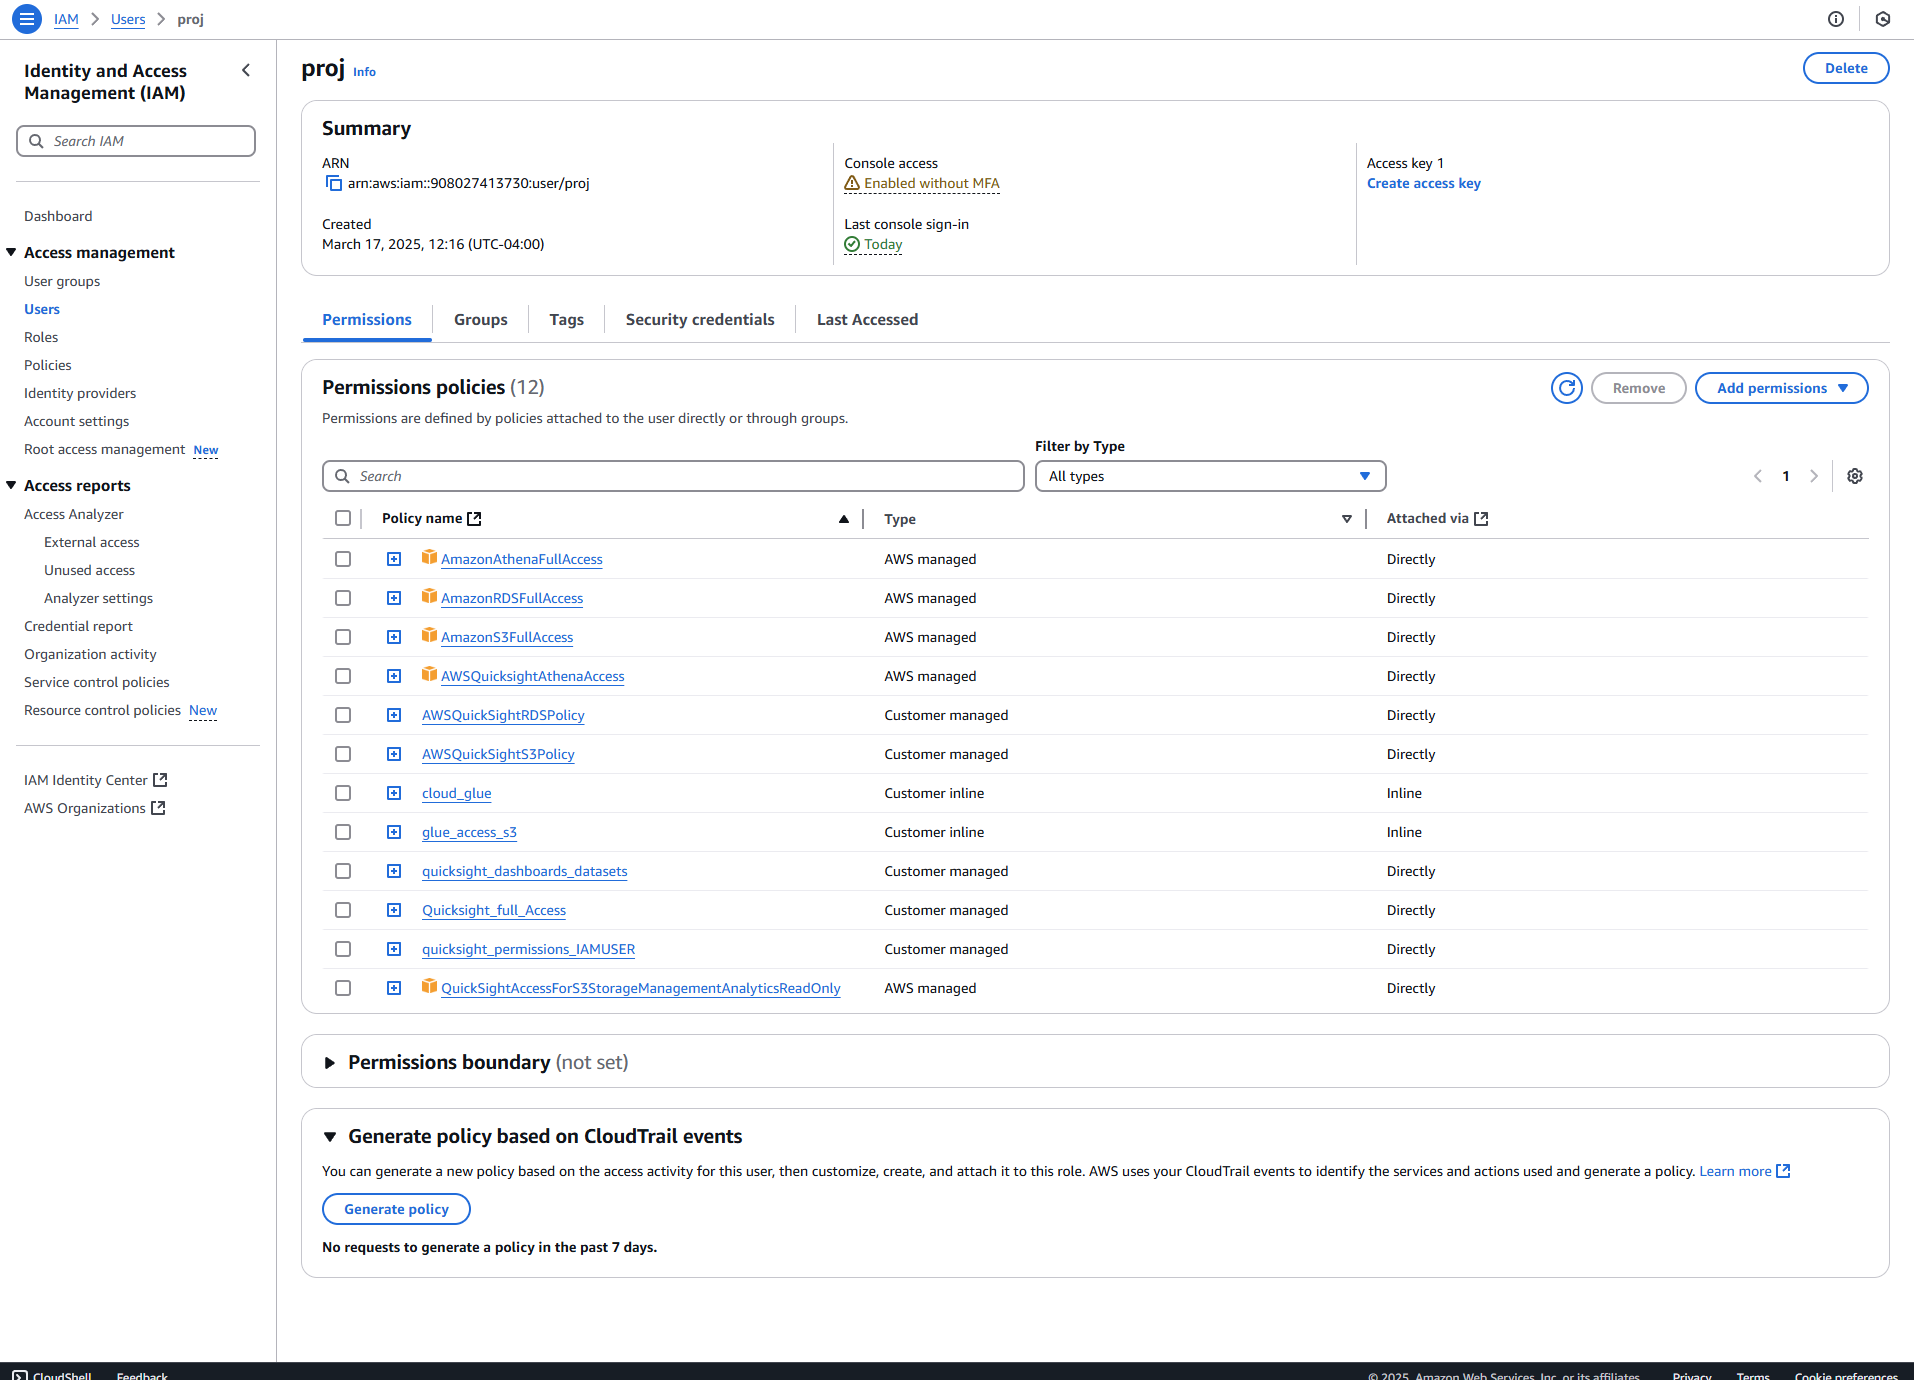 IAM > Users > proj
Identity and Access
Management (IAM)
Search IAM
Dashboard
Access management
User groups
Users
Roles
Policies
Identity providers
Account settings
Root access management New
Access reports
Access Analyzer
External access
Unused access
Analyzer settings
Credential report
Organization activity
Service control policies
Resource control policies New
IAM Identity Center
AWS Organizations
proj Info
Delete
Summary
ARN
arn:aws:iam::908027413730:user/proj
Created
March 17, 2025, 12:16 (UTC-04:00)
Console access
Enabled without MFA
Last console sign-in
Today
Access key 1
Create access key
Permissions Groups Tags Security credentials Last Accessed
Permissions policies (12)
Remove Add permissions
Permissions are defined by policies attached to the user directly or through groups.
Filter by Type
Search
All types
1
Policy name Type Attached via
AmazonAthenaFullAccess AWS managed Directly
AmazonRDSFullAccess AWS managed Directly
AmazonS3FullAccess AWS managed Directly
AWSQuicksightAthenaAccess AWS managed Directly
AWSQuickSightRDSPolicy Customer managed Directly
AWSQuickSightS3Policy Customer managed Directly
cloud_glue Customer inline Inline
glue_access_s3 Customer inline Inline
quicksight_dashboards_datasets Customer managed Directly
Quicksight_full_Access Customer managed Directly
quicksight_permissions_IAMUSER Customer managed Directly
QuickSightAccessForS3StorageManagementAnalyticsReadOnly AWS managed Directly
Permissions boundary (not set)
Generate policy based on CloudTrail events
You can generate a new policy based on the access activity for this user, then customize, create, and attach it to this role. AWS uses your CloudTrail events to identify the services and actions used and generate a policy. Learn more
Generate policy
No requests to generate a policy in the past 7 days.
CloudShell Feedback © 2025, Amazon Web Services, Inc. or its affiliates. Privacy Terms Cookie preferences